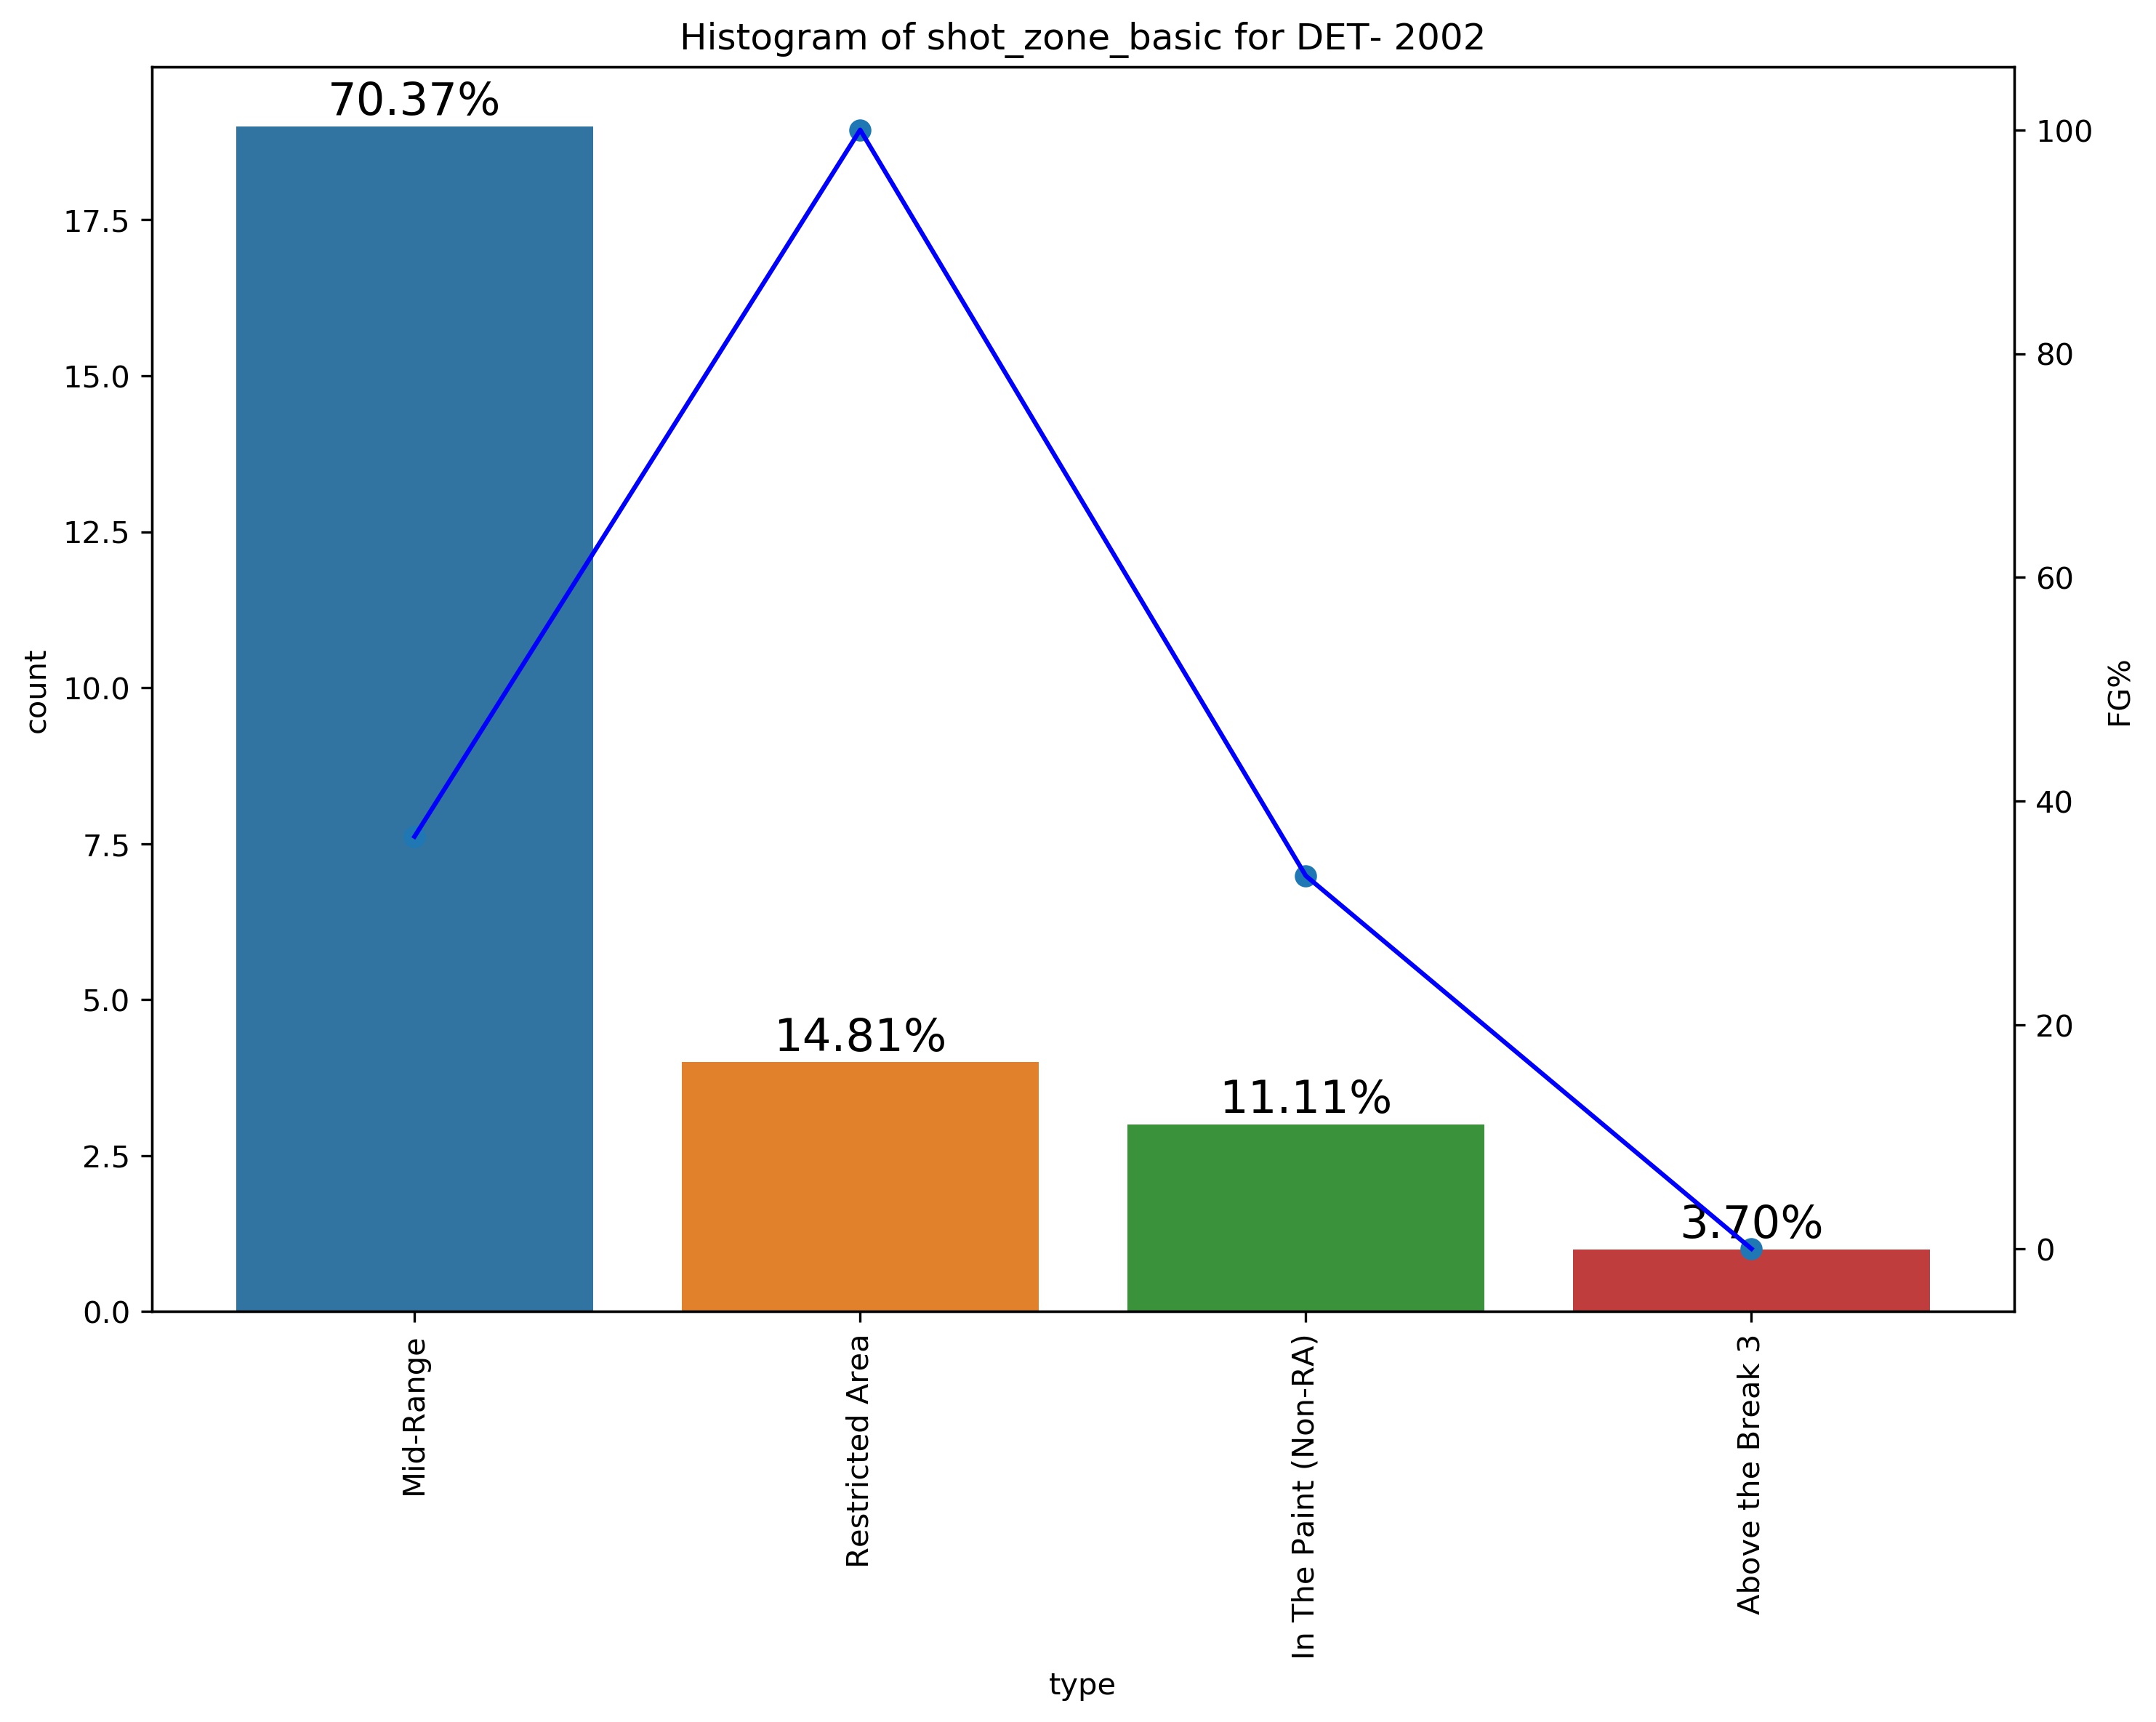 Histogram of shot_zone_basic for DET- 2002
70.37%
14.81%
11.11%
3.70%
count
17.5
15.0
12.5
10.0
7.5
5.0
2.5
0.0
FG%
100
80
60
40
20
0
Mid-Range
Restricted Area
In The Paint (Non-RA)
Above the Break 3
type